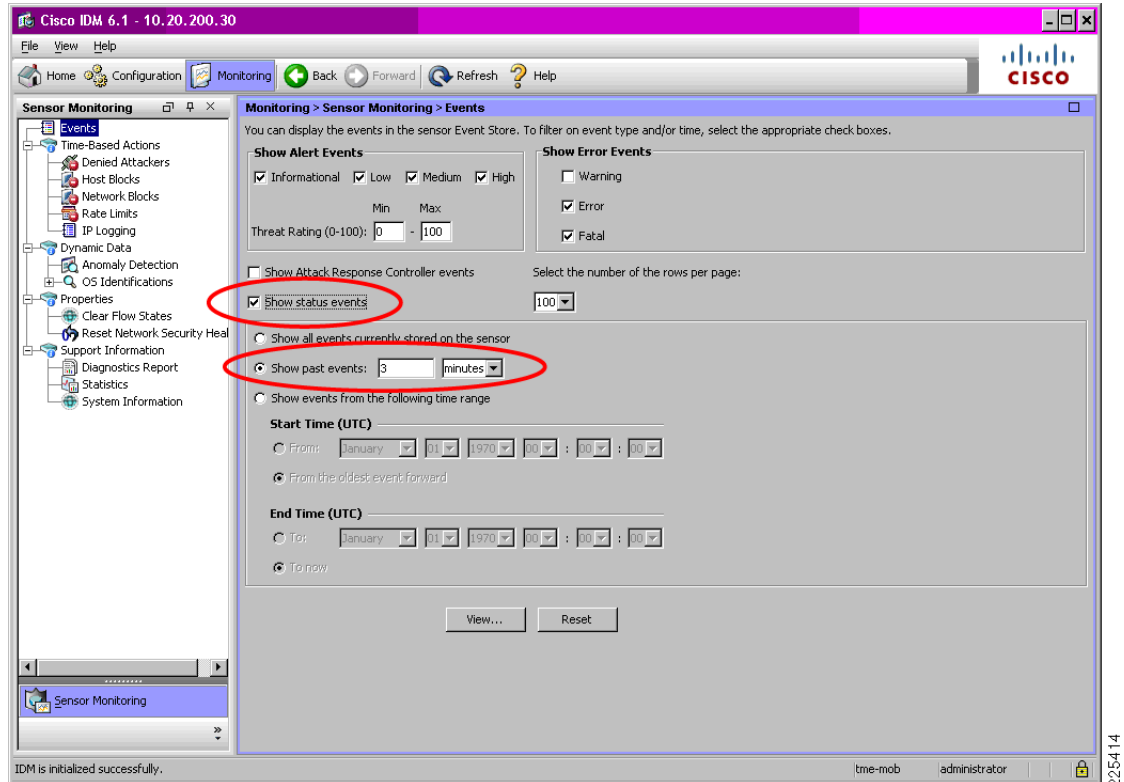 Cisco IDM 6.1 - 10.20.200.30
File View Help
Home Configuration Monitoring Back Forward Refresh Help
CISCO
Sensor Monitoring
Events
Time-Based Actions
Denied Attackers
Host Blocks
Network Blocks
Rate Limits
IP Logging
Dynamic Data
Anomaly Detection
OS Identifications
Properties
Clear Flow States
Reset Network Security Heal
Support Information
Diagnostics Report
Statistics
System Information
Sensor Monitoring
Monitoring > Sensor Monitoring > Events
You can display the events in the sensor Event Store. To filter on event type and/or time, select the appropriate check boxes.
Show Alert Events
Informational Low Medium High
Min Max
Threat Rating (0-100): 0 - 100
Show Error Events
Warning
Error
Fatal
Show Attack Response Controller events
Select the number of the rows per page:
Show status events
100
Show all events currently stored on the sensor
Show past events: 3 minutes
Show events from the following time range
Start Time (UTC)
From: January 01 1970 00 : 00 : 00
From the oldest event forward
End Time (UTC)
To: January 01 1970 00 : 00 : 00
To now
View... Reset
IDM is initialized successfully.
tme-mob administrator
225414